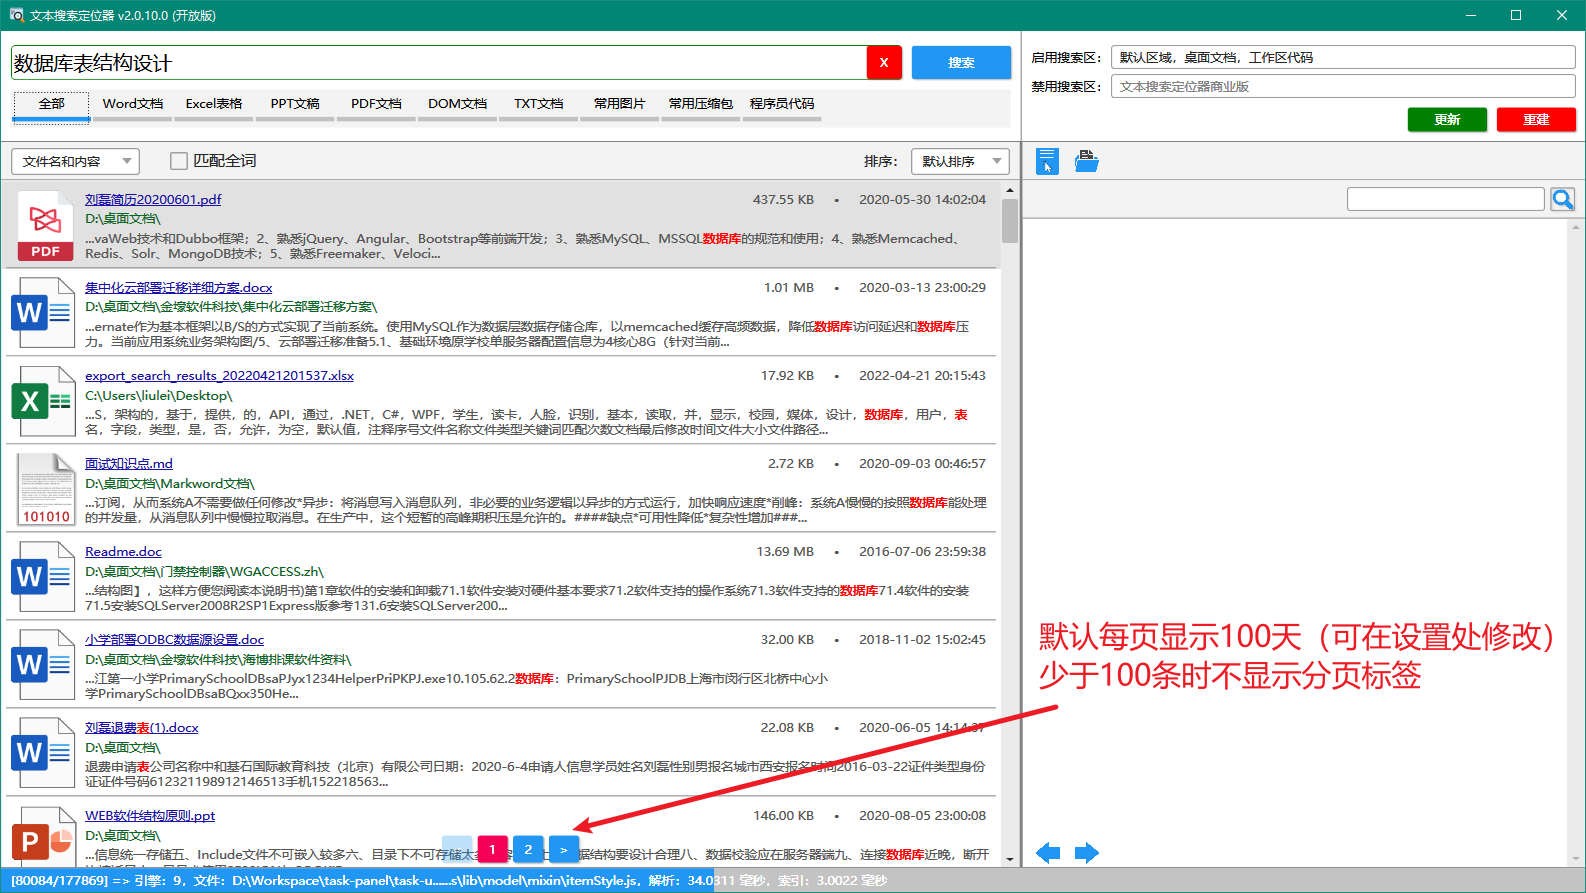 文本搜索定位器 v2.0.10.0 (开放版)
数据库表结构设计
X
搜索
启用搜索区：
默认区域，桌面文档，工作区代码
禁用搜索区：
文本搜索定位器商业版
更新
重建
全部
Word文档
Excel表格
PPT文稿
PDF文档
DOM文档
TXT文档
常用图片
常用压缩包
程序员代码
文件名和内容
匹配全词
排序：
默认排序
PDF
刘磊简历20200601.pdf
437.55 KB • 2020-05-30 14:02:04
D:\桌面文档\
...vaWeb技术和Dubbo框架；2、熟悉jQuery、Angular、Bootstrap等前端开发；3、熟悉MySQL、MSSQL数据库的规范和使用；4、熟悉Memcached、
Redis、Solr、MongoDB技术；5、熟悉Freemaker、Veloci...
W
集中化云部署迁移详细方案.docx
1.01 MB • 2020-03-13 23:00:29
D:\桌面文档\金壕软件科技\集中化云部署迁移方案\
...ernate作为基本框架以B/S的方式实现了当前系统。使用MySQL作为数据层数据存储仓库，以memcached缓存高频数据，降低数据库访问延迟和数据库压
力。当前应用系统业务架构图/5、云部署迁移准备5.1、基础环境原学校单服务器配置信息为4核心8G（针对当前...
X
export_search_results_20220421201537.xlsx
17.92 KB • 2022-04-21 20:15:43
C:\Users\liulei\Desktop\
...S，架构的，基于，提供，的，API，通过，.NET，C#，WPF，学生，读卡，人脸，识别，基本，读取，并，显示，校园，媒体，设计，数据库，用户，表
名，字段，类型，是，否，允许，为空，默认值，注释序号文件名称文件类型关键词匹配次数文档最后修改时间文件大小文件路径...
101010
面试知识点.md
2.72 KB • 2020-09-03 00:46:57
D:\桌面文档\Markword文档\
...订阅，从而系统A不需要做任何修改*异步：将消息写入消息队列，非必要的业务逻辑以异步的方式运行，加快响应速度*削峰：系统A慢慢的按照数据库能处理
的并发量，从消息队列中慢慢拉取消息。在生产中，这个短暂的高峰期积压是允许的。####缺点*可用性降低*复杂性增加###...
W
Readme.doc
13.69 MB • 2016-07-06 23:59:38
D:\桌面文档\门禁控制器\WGACCESS.zh\
...结构图】，这样方便您阅读本说明书)第1章软件的安装和卸载71.1软件安装对硬件基本要求71.2软件支持的操作系统71.3软件支持的数据库71.4软件的安装
71.5安装SQLServer2008R2SP1Express版参考131.6安装SQLServer200...
W
小学部署ODBC数据源设置.doc
32.00 KB • 2018-11-02 15:02:45
D:\桌面文档\金壕软件科技\海博排课软件资料\
...江第一小学PrimarySchoolDBsaPJyx1234HelperPriPKPJ.exe10.105.62.2数据库：PrimarySchoolPJDB上海市闵行区北桥中心小
学PrimarySchoolDBsaBQxx350He...
W
刘磊退费表(1).docx
22.08 KB • 2020-06-05 14:14:37
D:\桌面文档\
退费申请表公司名称中和基石国际教育科技（北京）有限公司日期：2020-6-4申请人信息学员姓名刘磊性别男报名城市西安报名时间2016-03-22证件类型身份
证证件号码612321198912146513手机152218563...
P
WEB软件结构原则.ppt
146.00 KB • 2020-08-05 23:00:08
D:\桌面文档\
...信息统一存储五、Include文件不可嵌入较多六、目录下不可存储太多
据结构要设计合理八、数据校验应在服务器端九、连接数据库近晚，断开
1
2
>
默认每页显示100天（可在设置处修改）
少于100条时不显示分页标签
[80084/177869] => 引擎：9，文件：D:\Workspace\task-panel\task-u......s\lib\model\mixin\itemStyle.js，解析：34.0311 毫秒，索引：3.0022 毫秒